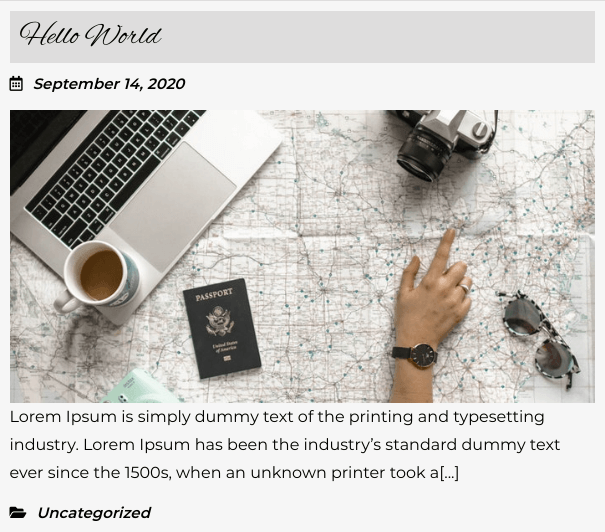 Hello World
September 14, 2020
PASSPORT
United States
of America
Lorem Ipsum is simply dummy text of the printing and typesetting
industry. Lorem Ipsum has been the industry’s standard dummy text
ever since the 1500s, when an unknown printer took a[...]
Uncategorized